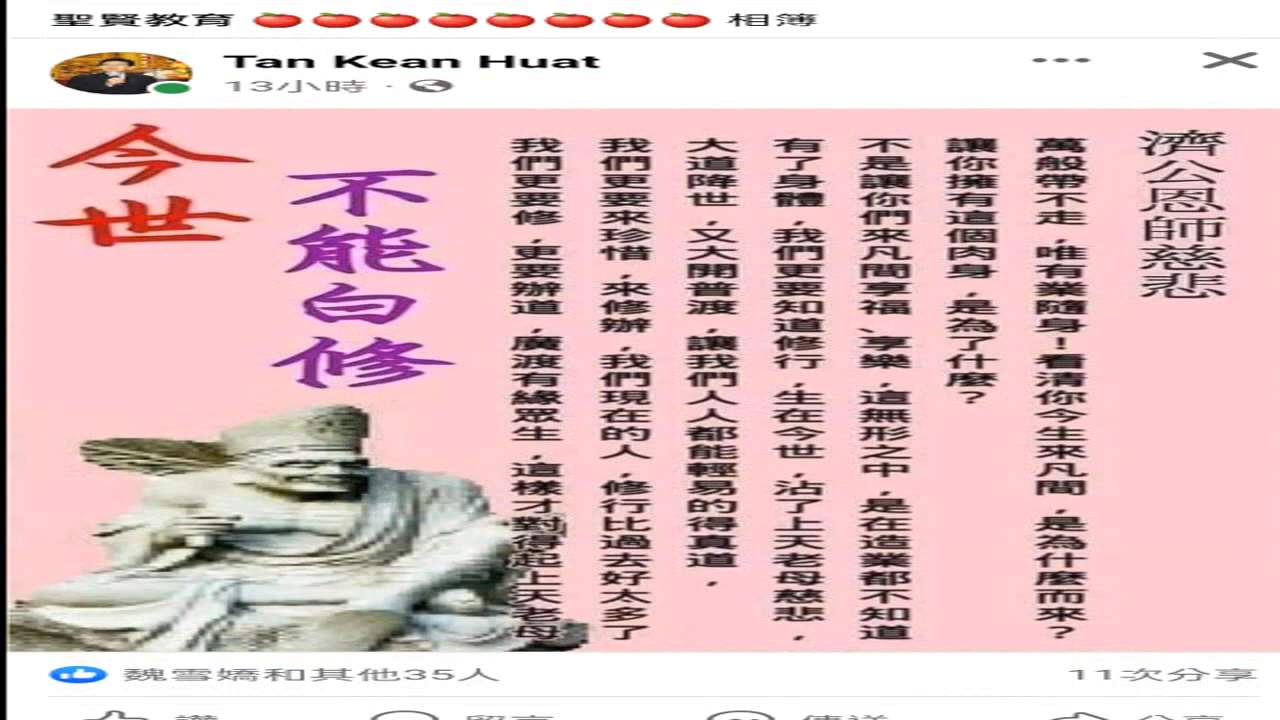 聖賢教育 🍎🍎🍎🍎🍎🍎🍎🍎 相簿
Tan Kean Huat
13小時 ·
濟公恩師慈悲
萬般帶不走，唯有業隨身！看清你今生來凡間，是為什麼而來？
讓你擁有這個肉身，是為了什麼？
不是讓你們來凡間享福、享樂，這無形之中，是在造業都不知道
有了身體，我們更要知道修行，生在今世，沾了上天老母慈悲，
大道降世，又大開普渡，讓我們人人都能輕易的得真道，
我們更要來珍惜，來修辦，我們現在的人，修行比過去好太多了
我們更要修，更要辦道，廣渡有緣眾生，這樣才對得起上天老母
今世
不能白修
魏雪嬌和其他35人
11次分享